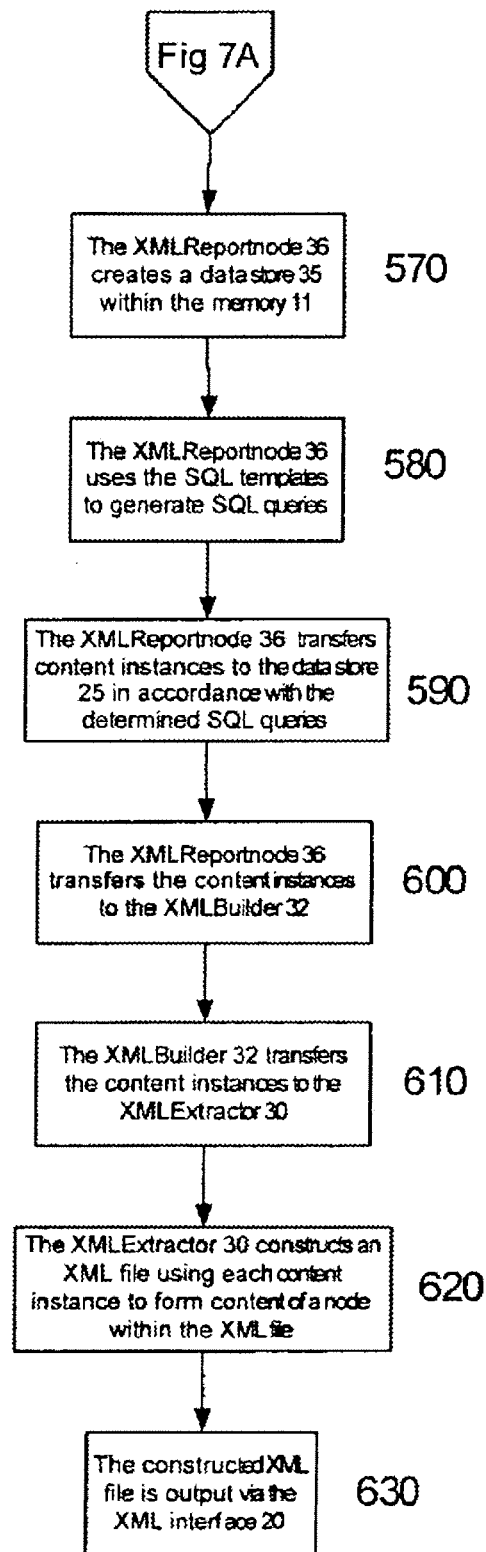 Fig 7A
The XMLReportnode 36
creates a data store 35
within the memory 11
570
The XMLReportnode 36
uses the SQL templates
to generate SQL queries
580
The XMLReportnode 36 transfers
content instances to the data store
25 in accordance with the
determined SQL queries
590
The XMLReportnode 36
transfers the content instances
to the XMLBuilder 32
600
The XMLBuilder 32 transfers
the content instances to the
XMLExtractor 30
610
The XMLExtractor 30 constructs an
XML file using each content
instance to form content of a node
within the XML file
620
The constructed XML
file is output via the
XML interface 20
630